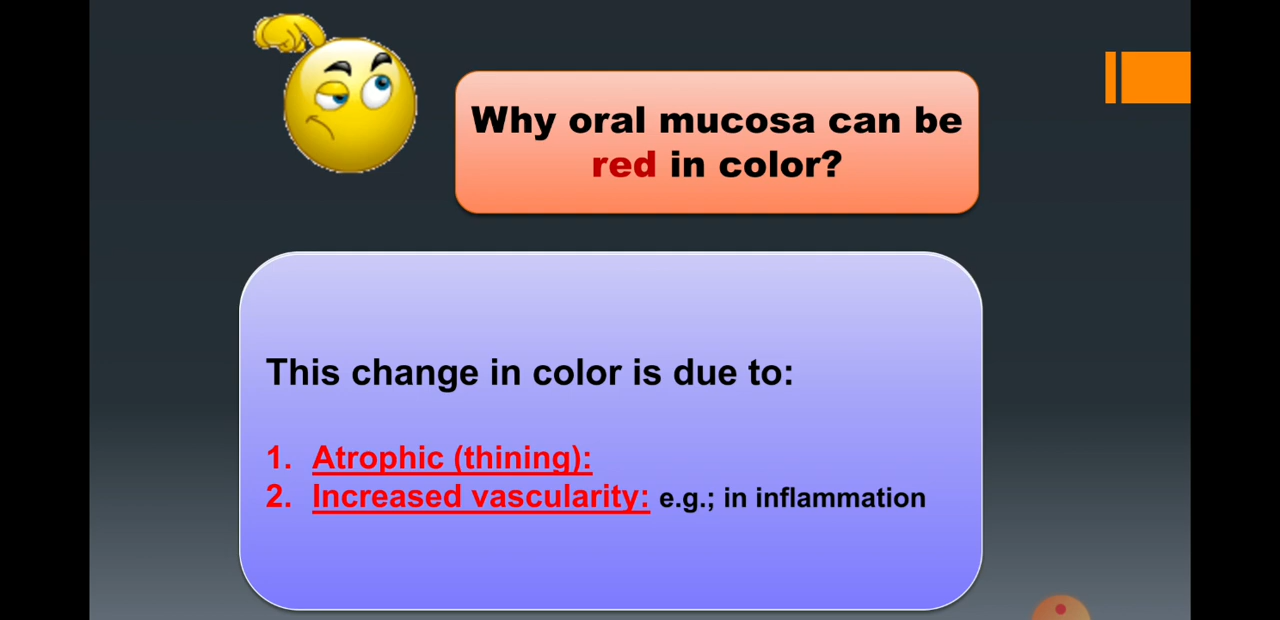 Why oral mucosa can be
red in color?
This change in color is due to:
1. Atrophic (thining):
2. Increased vascularity: e.g.; in inflammation